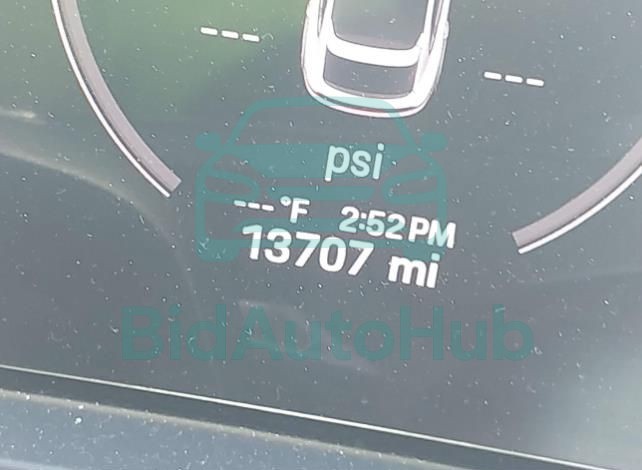 --- ---
psi
--- °F 2:52 PM
13707 mi
BidAutoHub